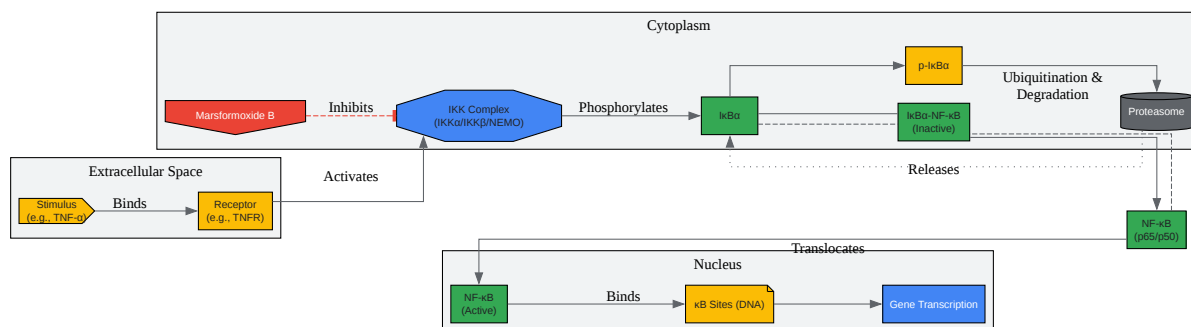 Cytoplasm
p-IκBα
Ubiquitination &
Degradation
Marsformoxide B
Inhibits
IKK Complex
(IKKα/IKKβ/NEMO)
Phosphorylates
IκBα
IκBα-NF-κB
(Inactive)
Proteasome
Releases
Extracellular Space
Activates
Stimulus
(e.g., TNF-α)
Binds
Receptor
(e.g., TNFR)
NF-κB
(p65/p50)
Translocates
Nucleus
NF-κB
(Active)
Binds
κB Sites (DNA)
Gene Transcription